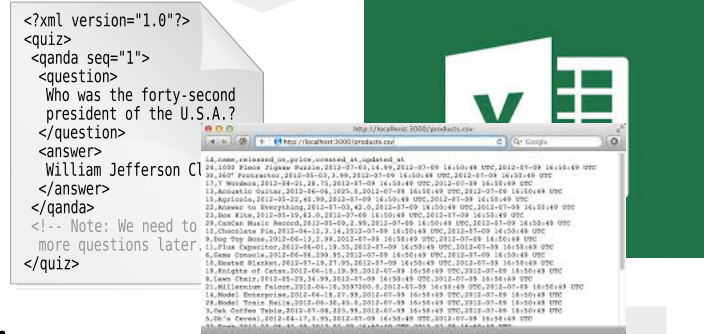 <?xml version="1.0"?>
<quiz>
<qanda seq="1">
<question>
Who was the forty-second
president of the U.S.A.?
</question>
<answer>
William Jefferson Cl
</answer>
</qanda>
<!-- Note: We need to
more questions later.
</quiz>
http://localhost:3000/products.csv
http://localhost:3000/products.csv
Google
id,name,released_on,price,created_at,updated_at
1000 Piece Puzzle,2012-07-03,14.99,2012-07-09 16:50:49 UTC,2012-07-09 16:50:49 UTC
360° Protractor,2012-05-02,3.99,2012-07-09 16:50:49 UTC,2012-07-09 16:50:49 UTC
17,7 Wonders,2012-04-21,28.75,2012-07-09 16:50:49 UTC,2012-07-09 16:50:49 UTC
13,Acoustic Guitar,2012-06-06,1025.0,2012-07-09 16:50:49 UTC,2012-07-09 16:50:49 UTC
15,Agricola,2012-05-22,45.99,2012-07-09 16:50:49 UTC,2012-07-09 16:50:49 UTC
Answer to Everything,2012-07-03,42.0,2012-07-09 16:50:49 UTC,2012-07-09 16:50:49 UTC
Box Kite,2012-05-19,63.0,2012-07-09 16:50:49 UTC,2012-07-09 16:50:49 UTC
CanCan Music Record,2012-05-09,2.99,2012-07-09 16:50:49 UTC,2012-07-09 16:50:49 UTC
Chocolate Pie,2012-04-12,3.14,2012-07-09 16:50:49 UTC,2012-07-09 16:50:49 UTC
9,Dog Toy Bone,2012-06-13,2.99,2012-07-09 16:50:49 UTC,2012-07-09 16:50:49 UTC
11,Flux Capacitor,2012-06-01,19.55,2012-07-09 16:50:49 UTC,2012-07-09 16:50:49 UTC
6,Game Console,2012-06-06,299.95,2012-07-09 16:50:49 UTC,2012-07-09 16:50:49 UTC
Heated Blanket,2012-07-19,27.95,2012-07-09 16:50:49 UTC,2012-07-09 16:50:49 UTC
Knights of Catan,2012-06-10,19.95,2012-07-09 16:50:49 UTC,2012-07-09 16:50:49 UTC
8,Lawn Chair,2012-05-29,34.99,2012-07-09 16:50:49 UTC,2012-07-09 16:50:49 UTC
21,Millennium Falcon,2012-04-18,3597200.0,2012-07-09 16:50:49 UTC,2012-07-09 16:50:49 UTC
Model Enterprise,2012-04-18,27.99,2012-07-09 16:50:49 UTC,2012-07-09 16:50:49 UTC
Model Train Rails,2012-06-30,45.0,2012-07-09 16:50:49 UTC,2012-07-09 16:50:49 UTC
3,Oak Coffee Table,2012-07-08,223.99,2012-07-09 16:50:49 UTC,2012-07-09 16:50:49 UTC
5,Oh's Cereal,2012-04-17,3.95,2012-07-09 16:50:49 UTC,2012-07-09 16:50:49 UTC